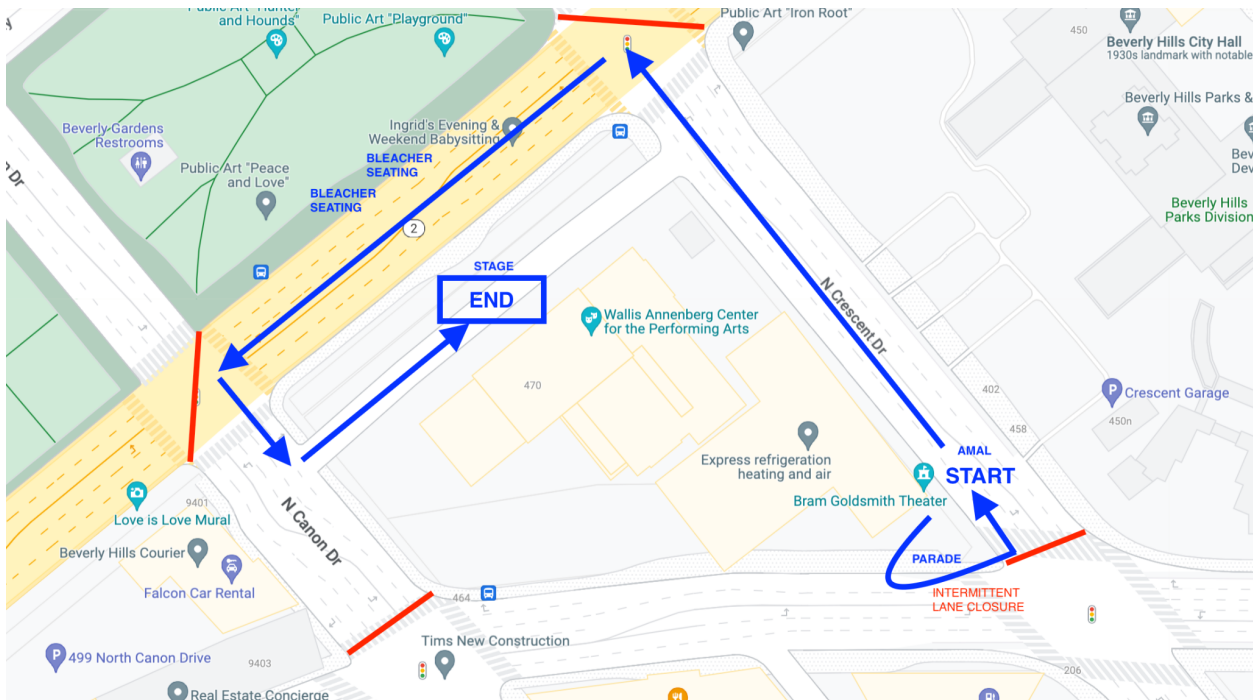 Public Art "Hunter
and Hounds"
Public Art "Playground"
Public Art "Iron Root"
450
Beverly Hills City Hall
1930s landmark with notable
Beverly Hills Parks &
Beverly Gardens
Restrooms
Ingrid's Evening &
Weekend Babysitting
BLEACHER
SEATING
Public Art "Peace
and Love"
BLEACHER
SEATING
Bev
Dev
Beverly Hills
Parks Division
Dr
2
STAGE
END
Wallis Annenberg Center
for the Performing Arts
N Crescent Dr
470
402
Crescent Garage
450n
458
AMAL
START
Express refrigeration
heating and air
Bram Goldsmith Theater
9401
Love is Love Mural
N Canon Dr
Beverly Hills Courier
Falcon Car Rental
PARADE
INTERMITTENT
LANE CLOSURE
464
Tims New Construction
499 North Canon Drive
9403
206
Real Estate Concierge